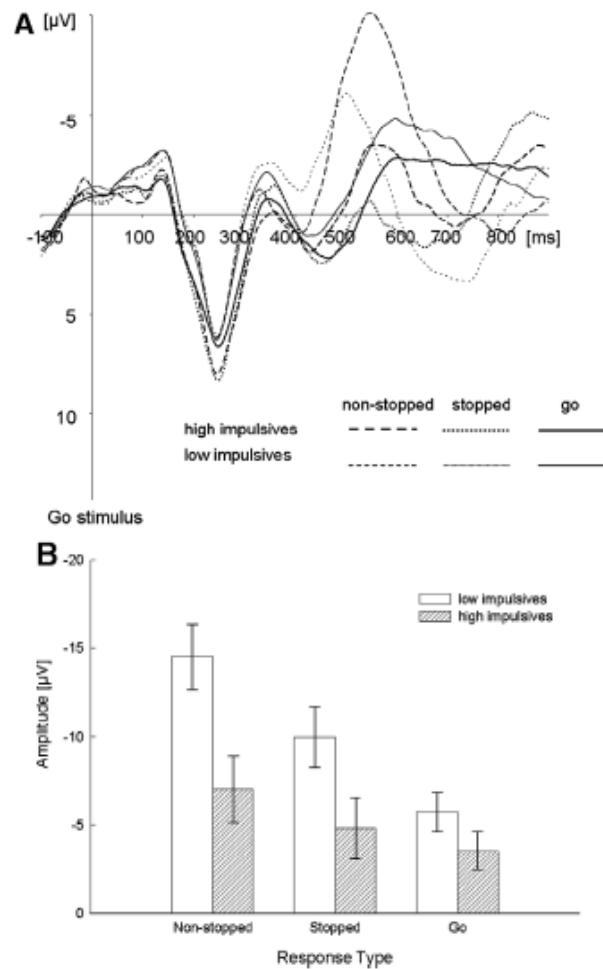 A [µV]
-5
-100 100 200 300 400 500 600 700 800 [ms]
5
10
non-stopped stopped go
high impulsives
low impulsives
Go stimulus
B
-20
-15
-10
-5
0
Amplitude [µV]
low impulsives
high impulsives
Non-stopped Stopped Go
Response Type